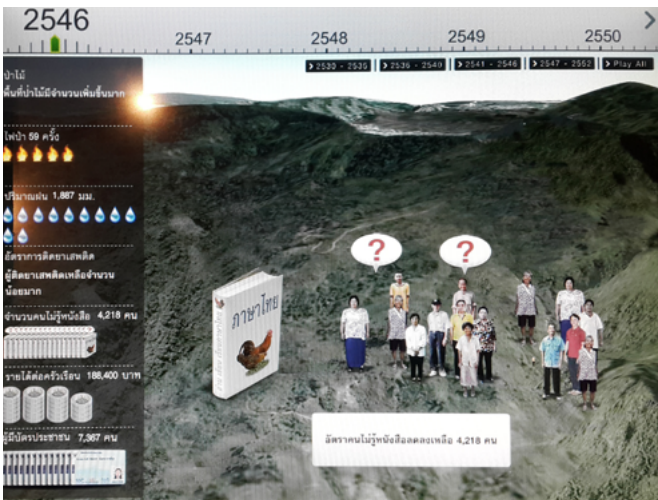 2546
2547
2548
2549
2550
2530 - 2535
2536 - 2540
2541 - 2546
2547 - 2552
Play All
ป่าไม้
พื้นที่ป่าไม้มีจำนวนเพิ่มขึ้นมาก
ไฟป่า 59 ครั้ง
ปริมาณฝน 1,887 มม.
อัตราการติดยาเสพติด
ผู้ติดยาเสพติดเหลือจำนวน
น้อยมาก
จำนวนคนไม่รู้หนังสือ 4,218 คน
รายได้ต่อครัวเรือน 188,400 บาท
ผู้มีบัตรประชาชน 7,367 คน
?
?
ภาษาไทย
อัตราคนไม่รู้หนังสือลดลงเหลือ 4,218 คน